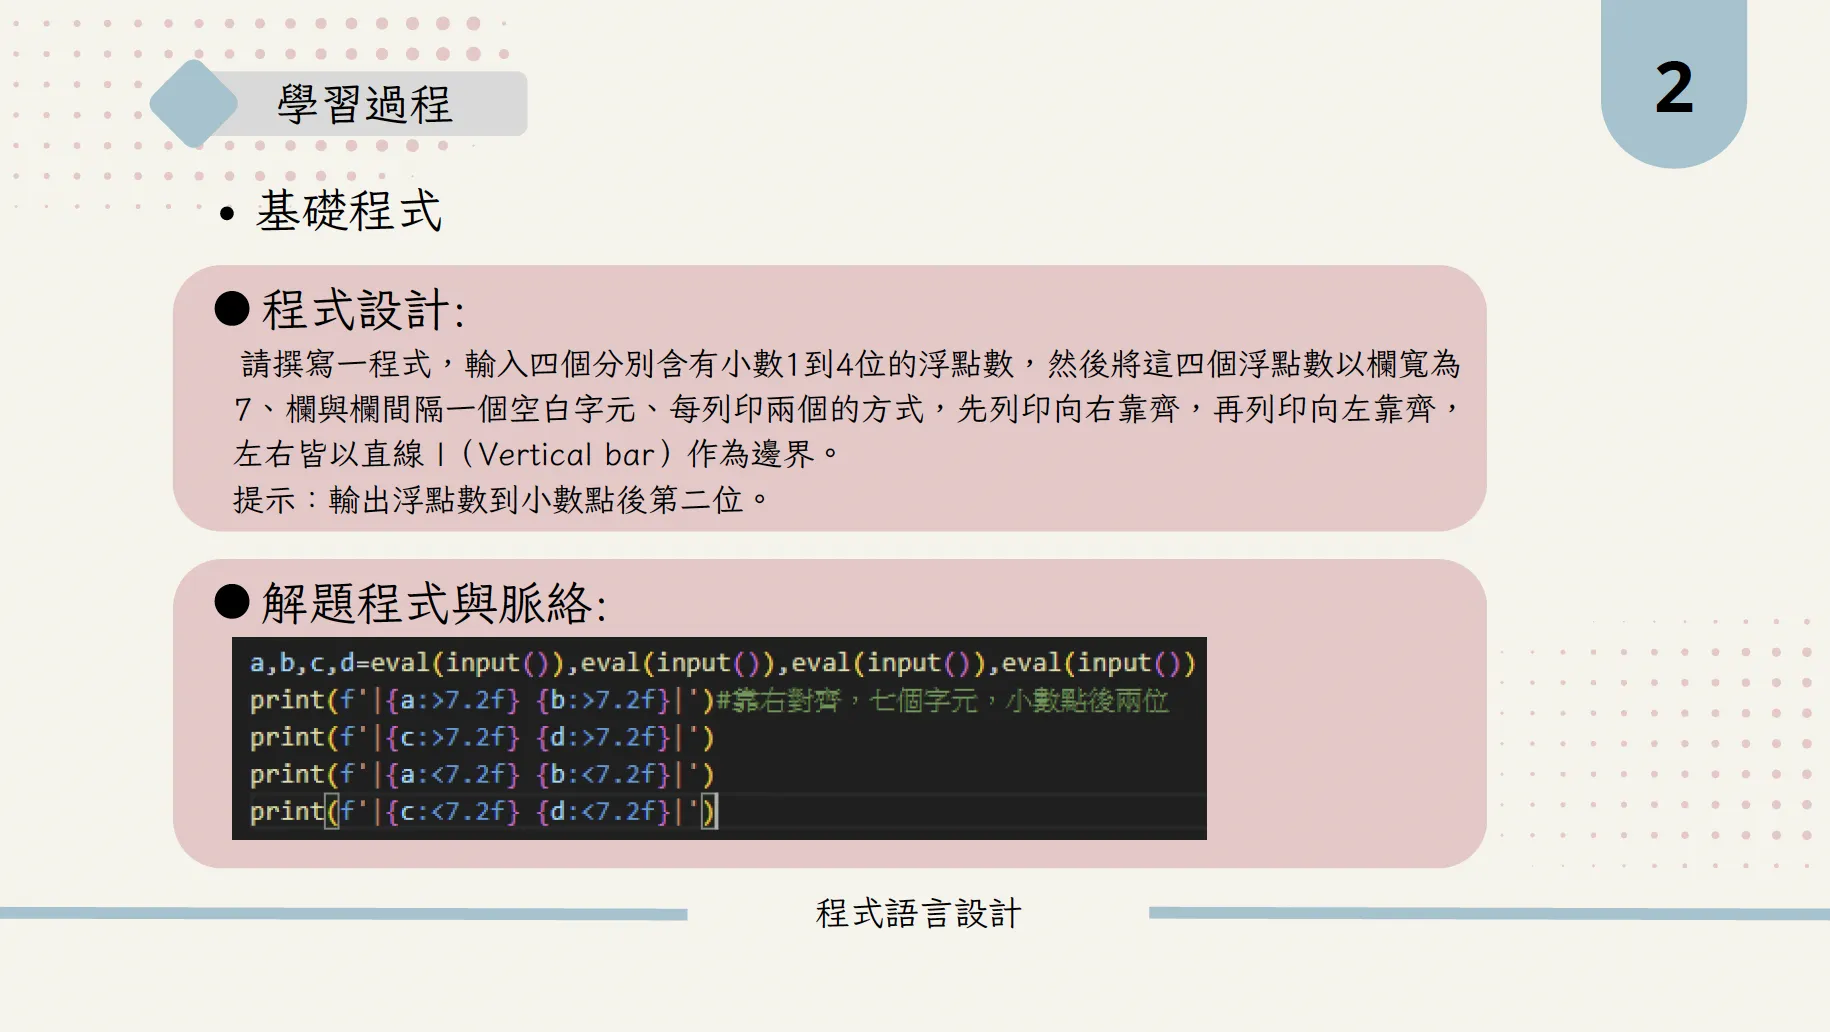 2
學習過程
• 基礎程式
● 程式設計:
請撰寫一程式，輸入四個分別含有小數1到4位的浮點數，然後將這四個浮點數以欄寬為
7、欄與欄間隔一個空白字元、每列印兩個的方式，先列印向右靠齊，再列印向左靠齊，
左右皆以直線 |（Vertical bar）作為邊界。
提示：輸出浮點數到小數點後第二位。
● 解題程式與脈絡:
a,b,c,d=eval(input()),eval(input()),eval(input()),eval(input())
print(f'|{a:>7.2f} {b:>7.2f}|')#靠右對齊，七個字元，小數點後兩位
print(f'|{c:>7.2f} {d:>7.2f}|')
print(f'|{a:<7.2f} {b:<7.2f}|')
print(f'|{c:<7.2f} {d:<7.2f}|')
程式語言設計